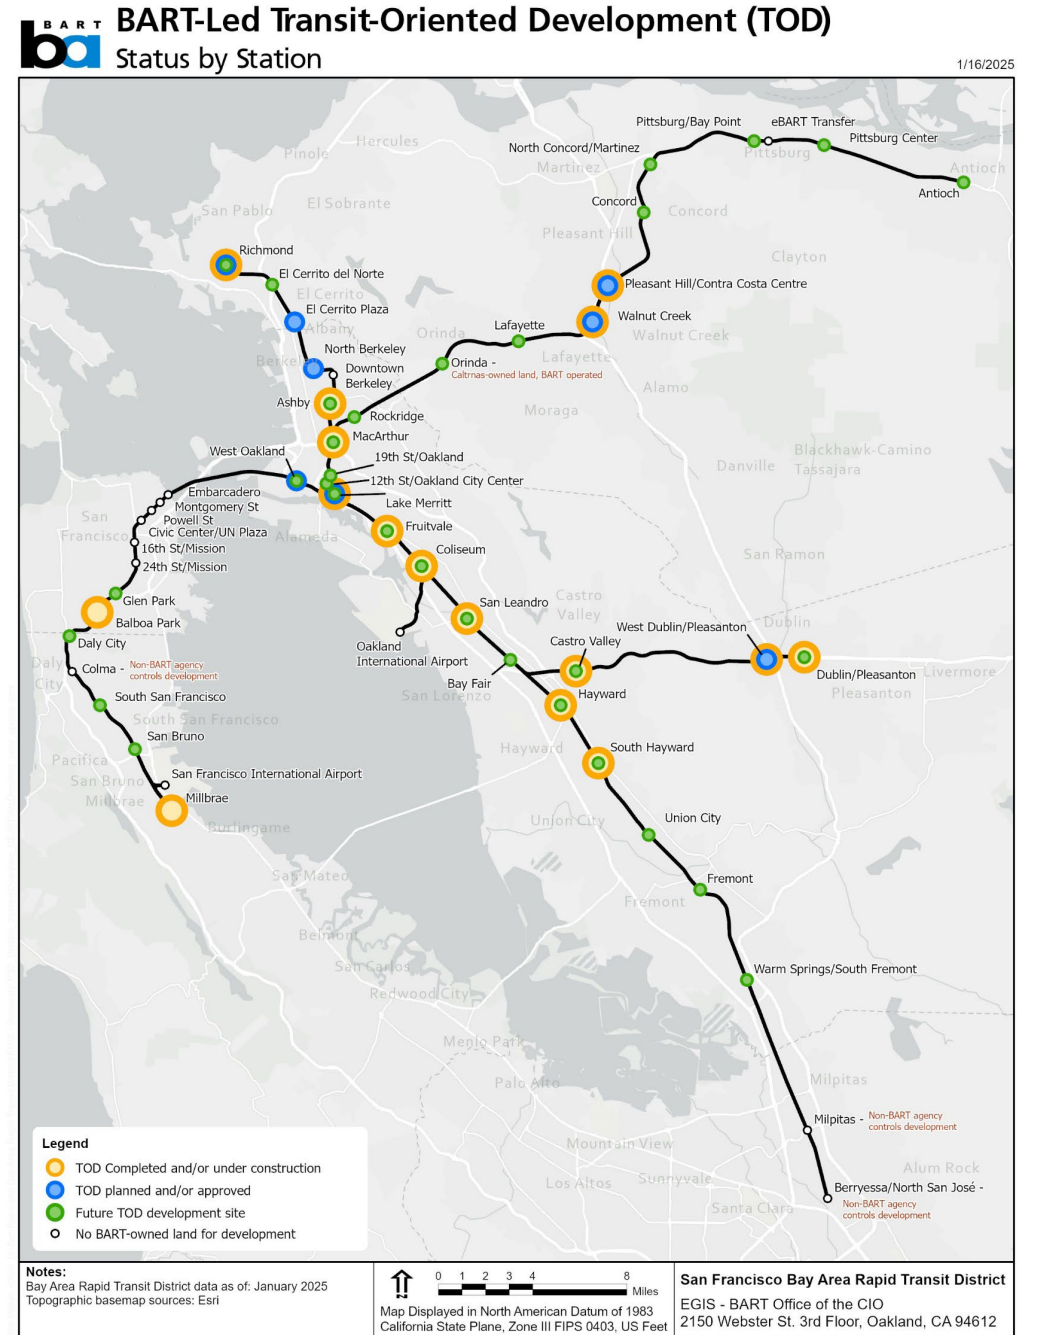 B A R T
ba
BART-Led Transit-Oriented Development (TOD)
Status by Station
1/16/2025
Pittsburg/Bay Point
eBART Transfer
Pittsburg Center
North Concord/Martinez
Hercules
Pinole
Martinez
Pittsburg
Antioch
Antioch
Concord
Concord
El Sobrante
San Pablo
Pleasant Hill
Clayton
Richmond
El Cerrito del Norte
Pleasant Hill/Contra Costa Centre
El Cerrito
El Cerrito Plaza
Walnut Creek
Albany
Lafayette
Orinda
Walnut Creek
North Berkeley
Berkeley
Lafayette
Downtown
Berkeley
Orinda -
Caltrnas-owned land, BART operated
Alamo
Ashby
Rockridge
Moraga
MacArthur
West Oakland
19th St/Oakland
Blackhawk-Camino
Tassajara
Danville
12th St/Oakland City Center
Embarcadero
Lake Merritt
Montgomery St
San
Francisco
Powell St
Fruitvale
Civic Center/UN Plaza
Alameda
16th St/Mission
Coliseum
San Ramon
24th St/Mission
Glen Park
San Leandro
Castro
Valley
Balboa Park
West Dublin/Pleasanton
Dublin
Daly City
Castro Valley
Oakland
International Airport
Daly
City
Colma -
Non-BART agency
controls development
Dublin/Pleasanton
Livermore
Bay Fair
Pleasanton
San Lorenzo
South San Francisco
Hayward
South San Francisco
San Bruno
Hayward
South Hayward
Pacifica
San Bruno
San Francisco International Airport
Millbrae
Millbrae
Burlingame
Union City
Union City
San Mateo
Fremont
Fremont
Belmont
San Carlos
Warm Springs/South Fremont
Redwood City
Menlo Park
Palo Alto
Milpitas
Milpitas -
Non-BART agency
controls development
Mountain View
Alum Rock
Los Altos
Sunnyvale
Berryessa/North San José -
Santa Clara
Non-BART agency
controls development
Legend
TOD Completed and/or under construction
TOD planned and/or approved
Future TOD development site
No BART-owned land for development
Notes:
Bay Area Rapid Transit District data as of: January 2025
Topographic basemap sources: Esri
N
0 1 2 3 4 8
Miles
Map Displayed in North American Datum of 1983
California State Plane, Zone III FIPS 0403, US Feet
San Francisco Bay Area Rapid Transit District
EGIS - BART Office of the CIO
2150 Webster St. 3rd Floor, Oakland, CA 94612